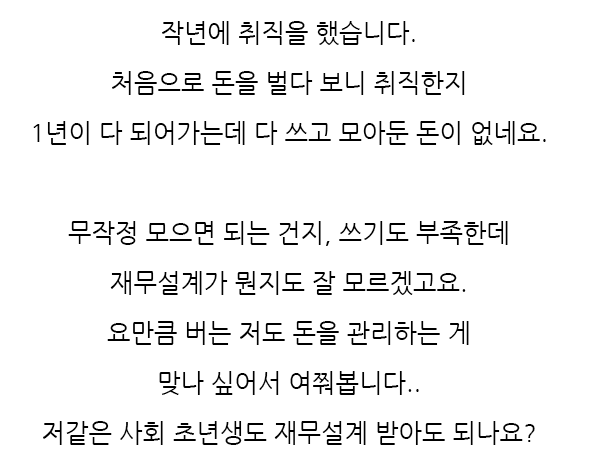 작년에 취직을 했습니다.
처음으로 돈을 벌다 보니 취직한지
1년이 다 되어가는데 다 쓰고 모아둔 돈이 없네요.
무작정 모으면 되는 건지, 쓰기도 부족한데
재무설계가 뭔지도 잘 모르겠고요.
요만큼 버는 저도 돈을 관리하는 게
맞나 싶어서 여쭤봅니다..
저같은 사회 초년생도 재무설계 받아도 되나요?